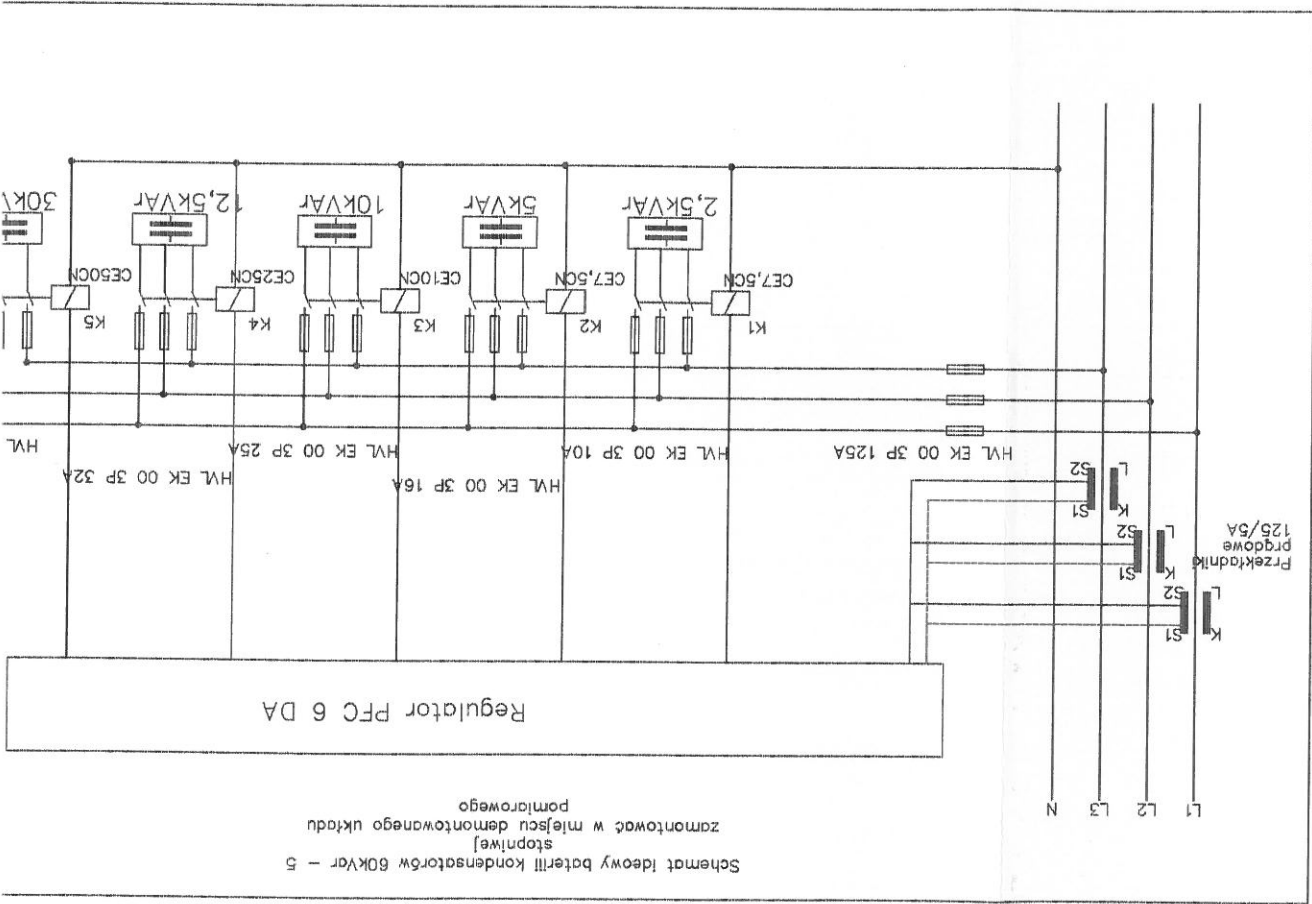 Schemat ideowy baterii kondensatorów 60kVar – 5
stopniwej
zamontować w miejscu demontowanego układu
pomiarowego
L1 L2 L3 N
Regulator PFC 6 DA
K S1
L S2
K S1
L S2
K S1
L S2
Przekładniki
prądowe
125/5A
HVL EK 00 3P 16A
HVL EK 00 3P 32A
HVL EK 00 3P 125A
HVL EK 00 3P 10A
HVL EK 00 3P 25A
HVL
K1 K2 K3 K4 K5
CE7,5CN CE7,5CN CE10CN CE25CN CE50CN
2,5kVAr 5kVAr 10kVAr 12,5kVAr 30kV